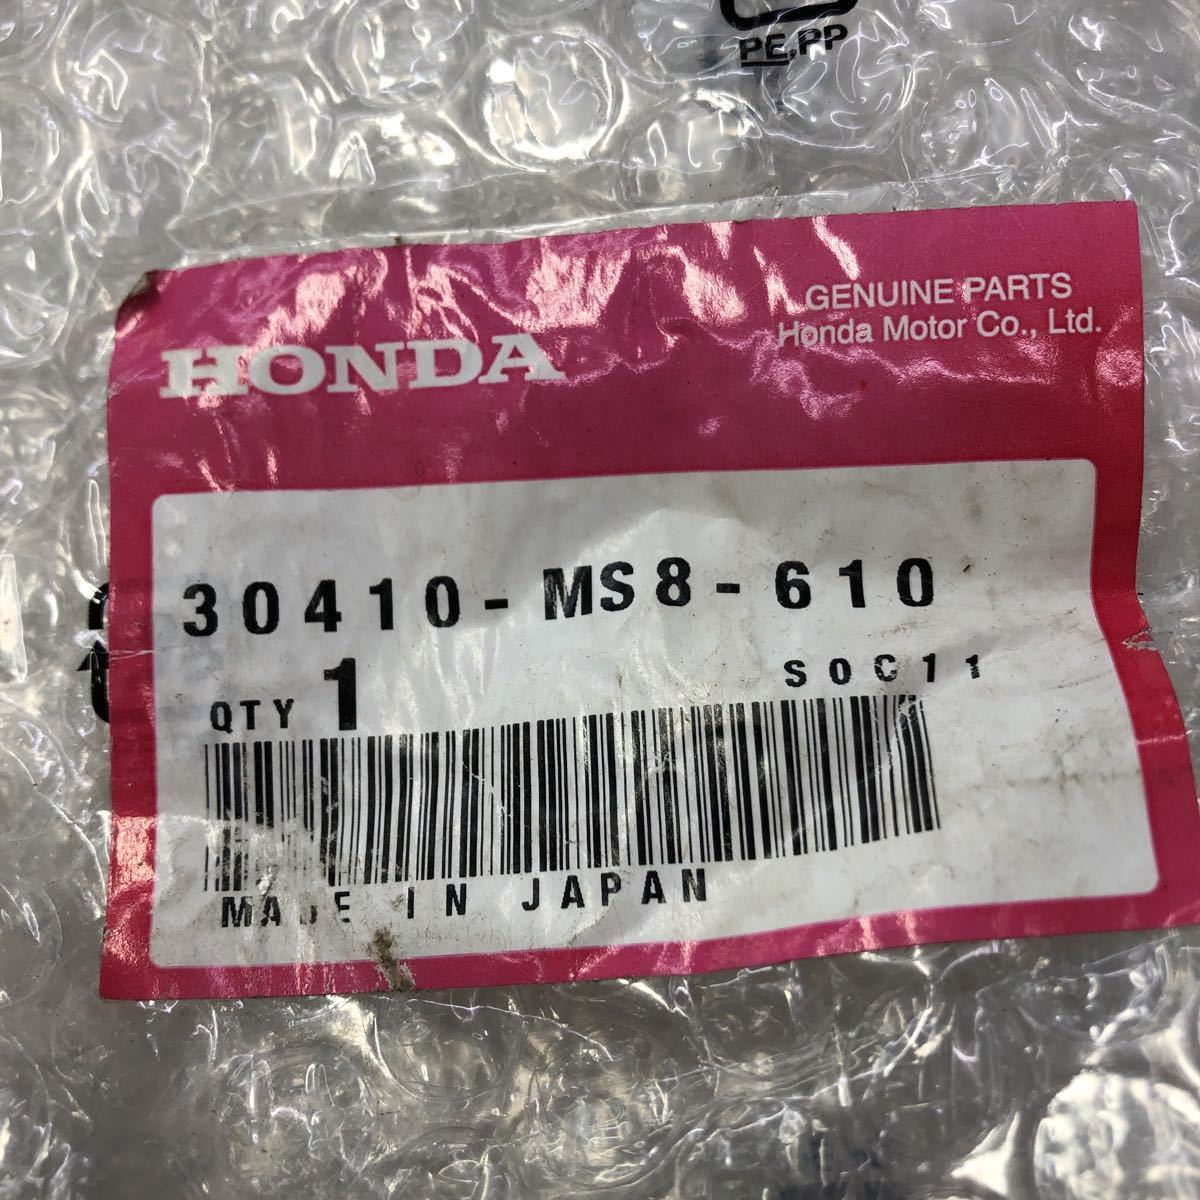 PE,PP
GENUINE PARTS
HONDA
Honda Motor Co., Ltd.
30410-MS8-610
QTY 1
S0C11
MADE IN JAPAN